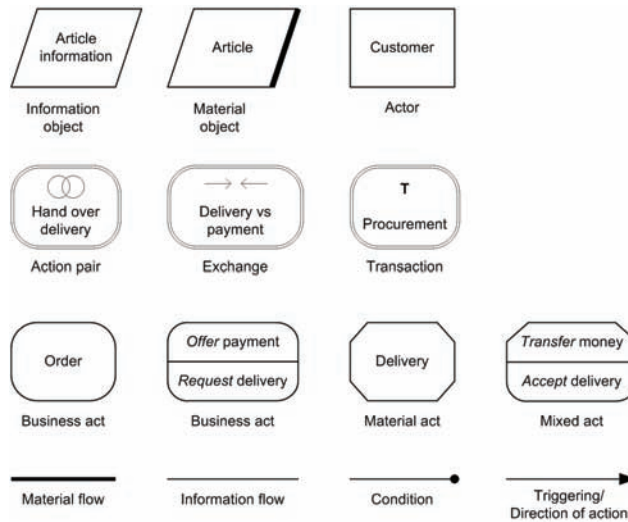 Article
information
Article
Customer
Information
object
Material
object
Actor
Hand over
delivery
Delivery vs
payment
T
Procurement
Action pair
Exchange
Transaction
Order
Offer payment
Request delivery
Delivery
Transfer money
Accept delivery
Business act
Business act
Material act
Mixed act
Material flow
Information flow
Condition
Triggering/
Direction of action